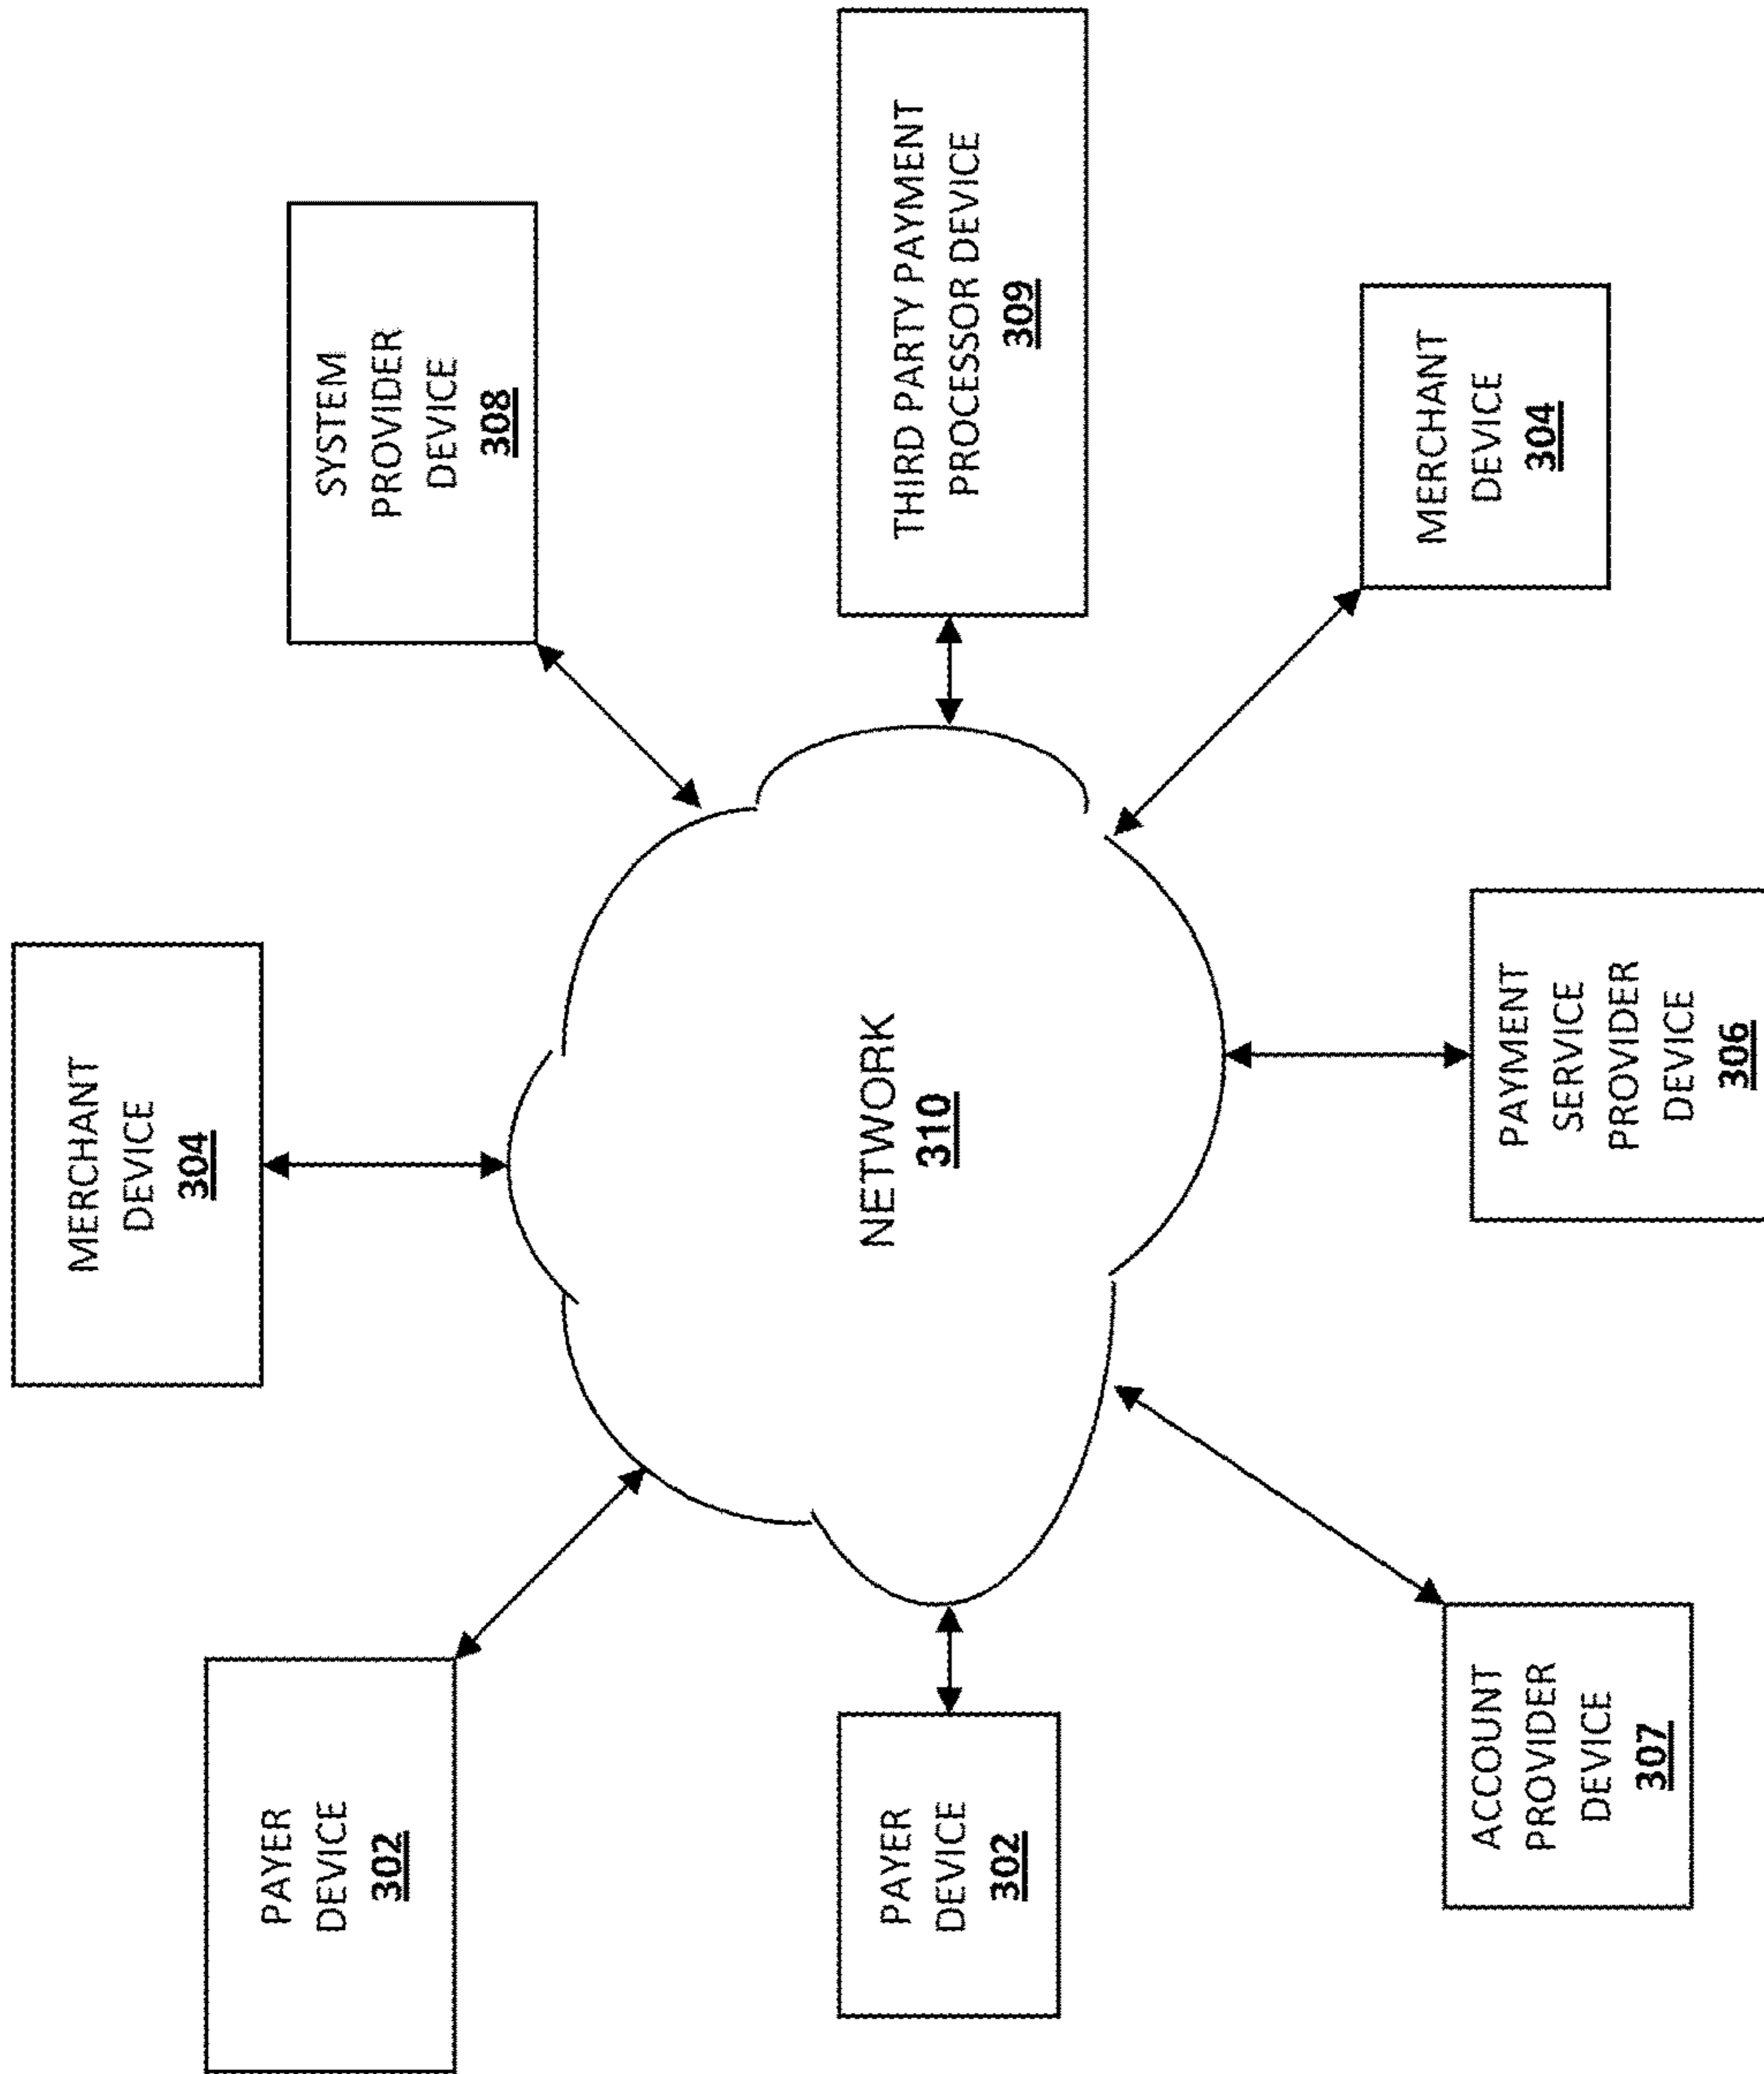 PAYER
DEVICE
302
MERCHANT
DEVICE
304
SYSTEM
PROVIDER
DEVICE
308
PAYER
DEVICE
302
NETWORK
310
THIRD PARTY PAYMENT
PROCESSOR DEVICE
309
ACCOUNT
PROVIDER
DEVICE
307
PAYMENT
SERVICE
PROVIDER
DEVICE
306
MERCHANT
DEVICE
304